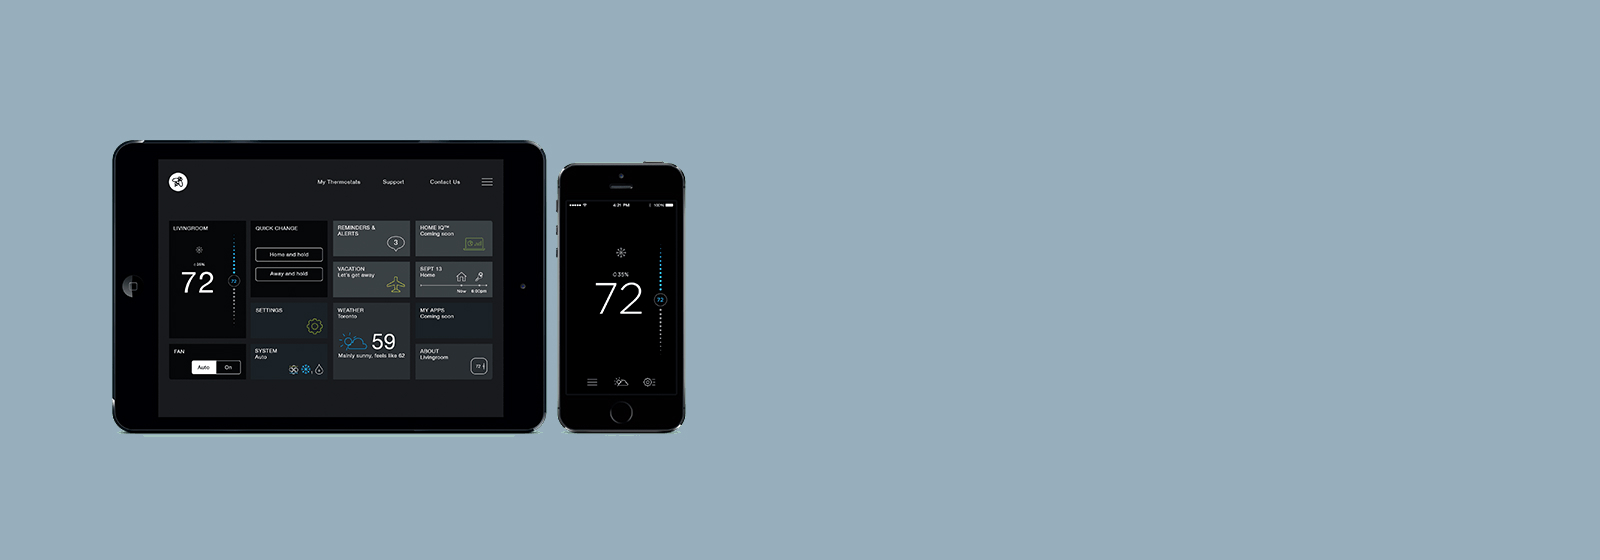 My Thermostats Support Contact Us
LIVINGROOM
35%
72
72
FAN
Auto On
QUICK CHANGE
Home and hold
Away and hold
SETTINGS
SYSTEM
Auto
REMINDERS &
ALERTS
3
VACATION
Let's get away
WEATHER
Toronto
59
Mainly sunny, feels like 62
HOME IQ™
Coming soon
SEPT 13
Home
Now 6:00pm
MY APPS
Coming soon
ABOUT
Livingroom
72
4:21 PM 100%
35%
72
72